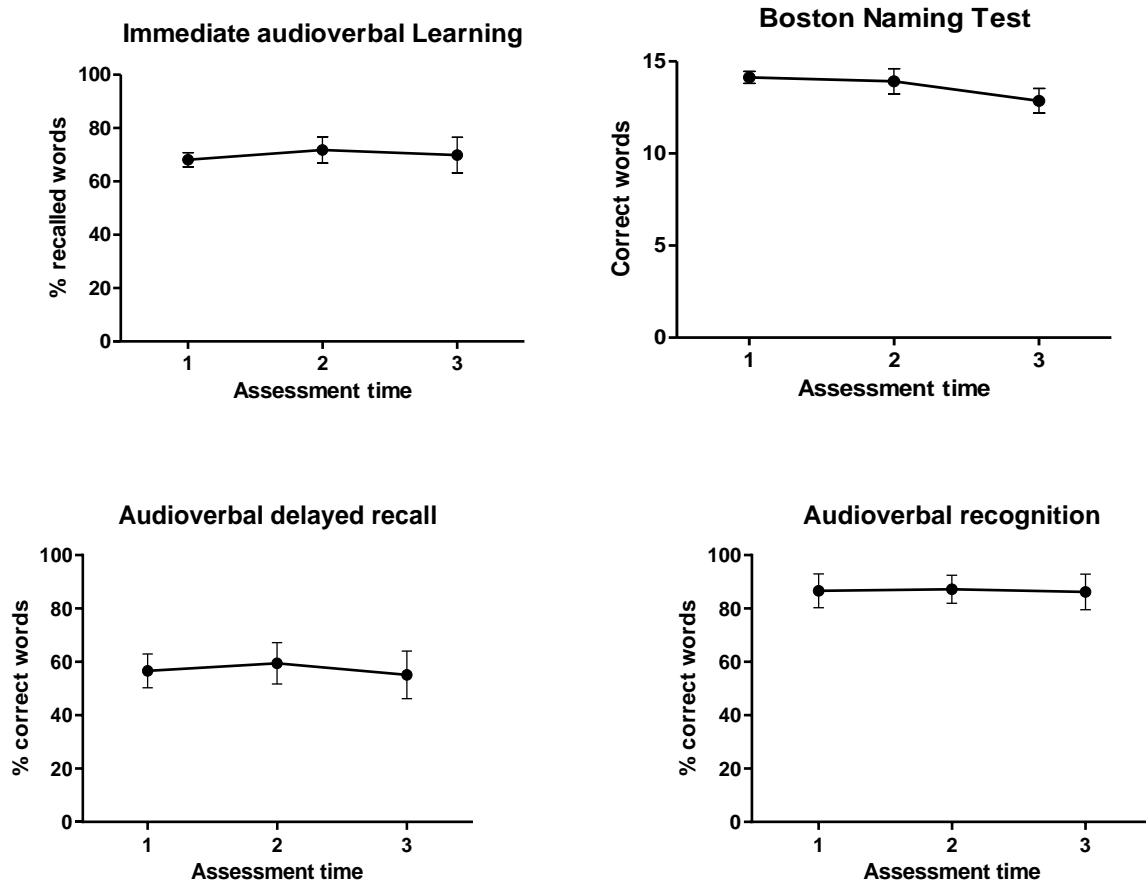 Immediate audioverbal Learning
100
80
60
40
20
0
% recalled words
1 2 3
Assessment time
Boston Naming Test
15
10
5
0
Correct words
1 2 3
Assessment time
Audioverbal delayed recall
100
80
60
40
20
0
% correct words
1 2 3
Assessment time
Audioverbal recognition
100
80
60
40
20
0
% correct words
1 2 3
Assessment time